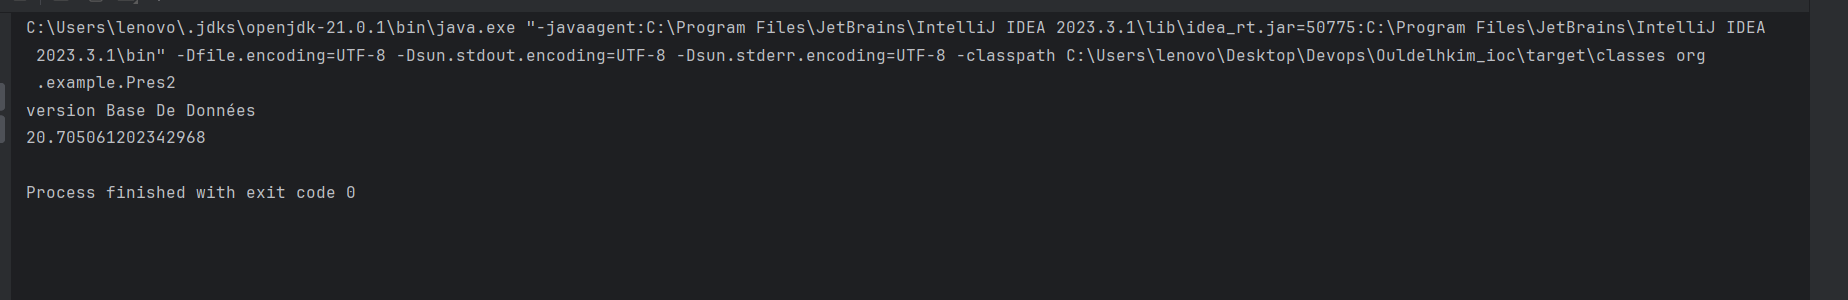 C:\Users\lenovo\.jdks\openjdk-21.0.1\bin\java.exe "-javaagent:C:\Program Files\JetBrains\IntelliJ IDEA 2023.3.1\lib\idea_rt.jar=50775:C:\Program Files\JetBrains\IntelliJ IDEA
2023.3.1\bin" -Dfile.encoding=UTF-8 -Dsun.stdout.encoding=UTF-8 -Dsun.stderr.encoding=UTF-8 -classpath C:\Users\lenovo\Desktop\Devops\Ouldelhkim_ioc\target\classes org
.example.Pres2
version Base De Données
20.705061202342968
Process finished with exit code 0